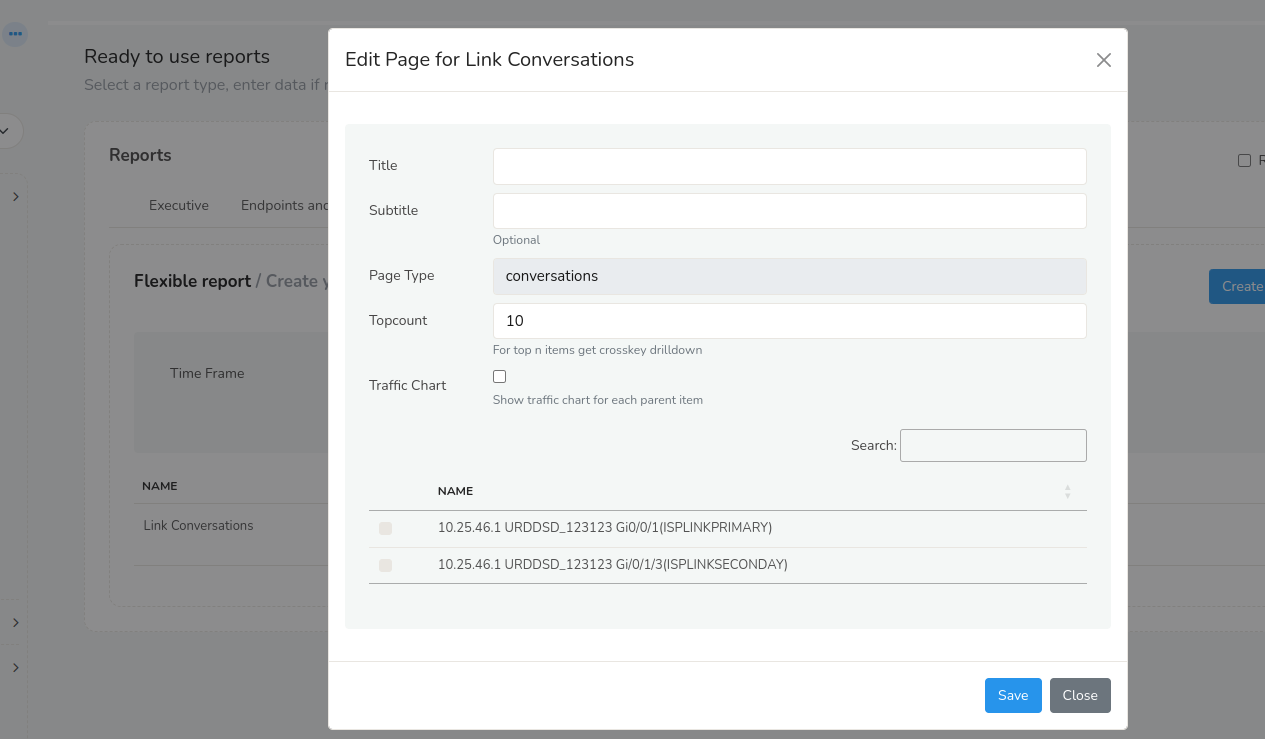 Edit Page for Link Conversations
Ready to use reports
Select a report type, enter data if
Reports
Executive
Endpoints and
Flexible report / Create
Create
Time Frame
NAME
Link Conversations
Title
Subtitle
Optional
Page Type
conversations
Topcount
10
For top n items get crosskey drilldown
Traffic Chart
Show traffic chart for each parent item
Search:
NAME
10.25.46.1 URDDSD_123123 Gi0/0/1(ISPLINKPRIMARY)
10.25.46.1 URDDSD_123123 Gi/0/1/3(ISPLINKSECONDAY)
Save
Close